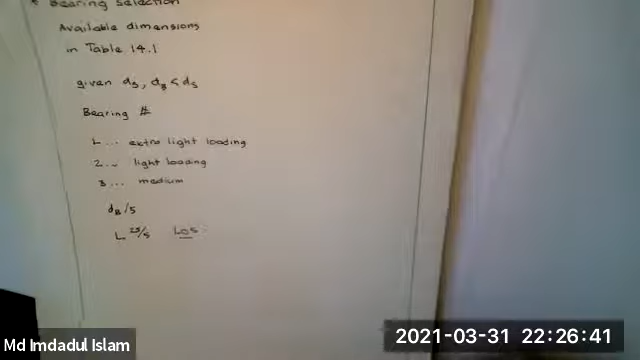 Bearing selection
Available dimensions
in Table 14.1
given ds, dB < ds
Bearing #
L... extra light loading
2... light loading
3... medium
dB/5
L 25/5 L05
Md Imdadul Islam
2021-03-31 22:26:41